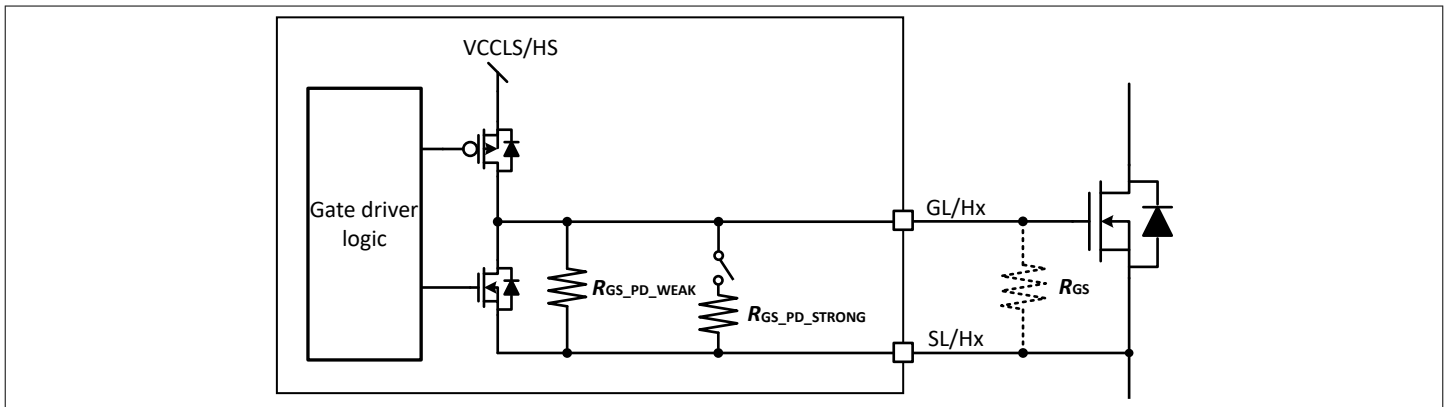 VCCLS/HS
Gate driver
logic
GL/Hx
RGS_PD_WEAK
RGS_PD_STRONG
RGS
SL/Hx